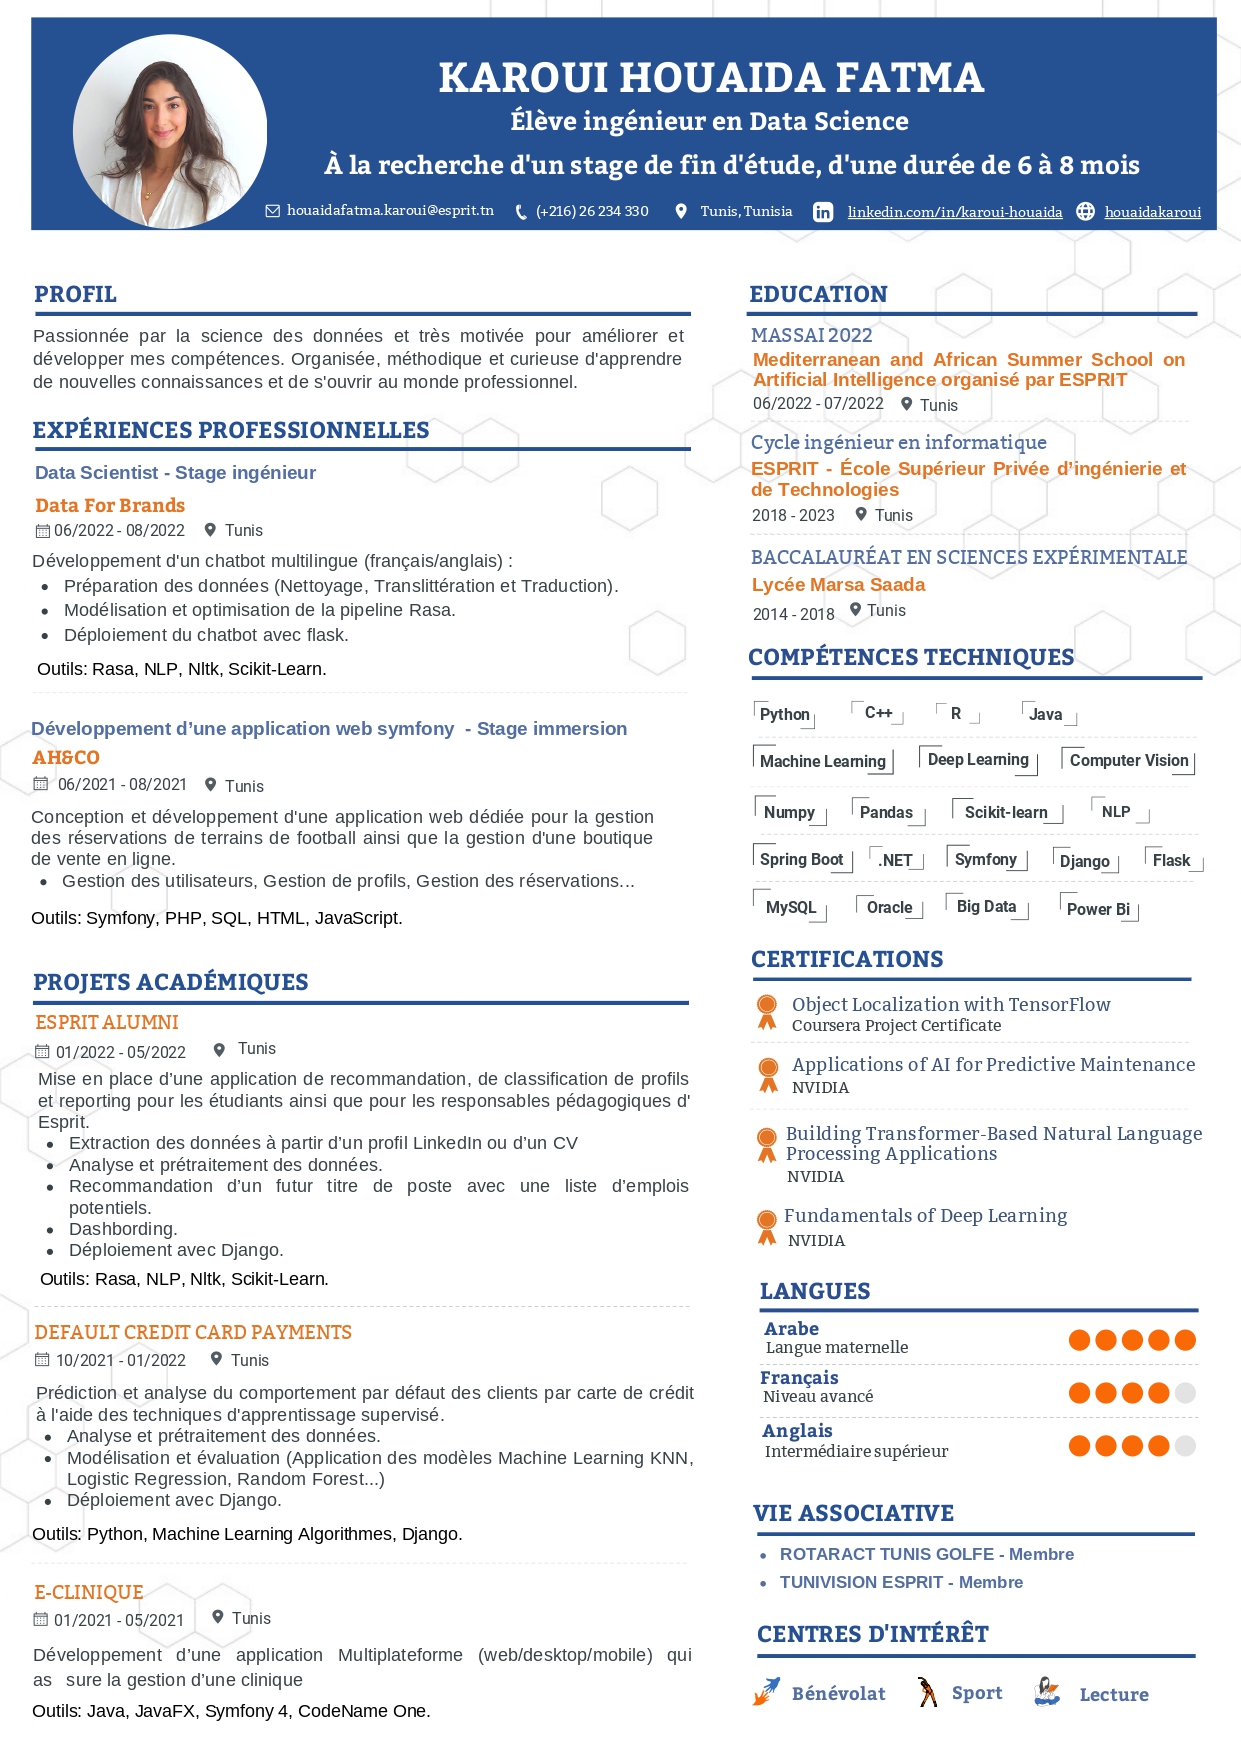 KAROUI HOUAIDA FATMA
Élève ingénieur en Data Science
À la recherche d'un stage de fin d'étude, d'une durée de 6 à 8 mois
houaidafatma.karoui@esprit.tn (+216) 26 234 330 Tunis, Tunisia linkedin.com/in/karoui-houaida houaidakaroui
PROFIL
Passionnée par la science des données et très motivée pour améliorer et
développer mes compétences. Organisée, méthodique et curieuse d'apprendre
de nouvelles connaissances et de s'ouvrir au monde professionnel.
EXPÉRIENCES PROFESSIONNELLES
Data Scientist - Stage ingénieur
Data For Brands
06/2022 - 08/2022 Tunis
Développement d'un chatbot multilingue (français/anglais) :
• Préparation des données (Nettoyage, Translittération et Traduction).
• Modélisation et optimisation de la pipeline Rasa.
• Déploiement du chatbot avec flask.
Outils: Rasa, NLP, Nltk, Scikit-Learn.
Développement d’une application web symfony - Stage immersion
AH&CO
06/2021 - 08/2021 Tunis
Conception et développement d'une application web dédiée pour la gestion
des réservations de terrains de football ainsi que la gestion d'une boutique
de vente en ligne.
• Gestion des utilisateurs, Gestion de profils, Gestion des réservations...
Outils: Symfony, PHP, SQL, HTML, JavaScript.
PROJETS ACADÉMIQUES
ESPRIT ALUMNI
01/2022 - 05/2022 Tunis
Mise en place d’une application de recommandation, de classification de profils
et reporting pour les étudiants ainsi que pour les responsables pédagogiques d'
Esprit.
• Extraction des données à partir d’un profil LinkedIn ou d’un CV
• Analyse et prétraitement des données.
• Recommandation d’un futur titre de poste avec une liste d’emplois
potentiels.
• Dashbording.
• Déploiement avec Django.
Outils: Rasa, NLP, Nltk, Scikit-Learn.
DEFAULT CREDIT CARD PAYMENTS
10/2021 - 01/2022 Tunis
Prédiction et analyse du comportement par défaut des clients par carte de crédit
à l'aide des techniques d'apprentissage supervisé.
• Analyse et prétraitement des données.
• Modélisation et évaluation (Application des modèles Machine Learning KNN,
Logistic Regression, Random Forest...)
• Déploiement avec Django.
Outils: Python, Machine Learning Algorithmes, Django.
E-CLINIQUE
01/2021 - 05/2021 Tunis
Développement d’une application Multiplateforme (web/desktop/mobile) qui
as sure la gestion d’une clinique
Outils: Java, JavaFX, Symfony 4, CodeName One.
EDUCATION
MASSAI 2022
Mediterranean and African Summer School on
Artificial Intelligence organisé par ESPRIT
06/2022 - 07/2022 Tunis
Cycle ingénieur en informatique
ESPRIT - École Supérieur Privée d’ingénierie et
de Technologies
2018 - 2023 Tunis
BACCALAURÉAT EN SCIENCES EXPÉRIMENTALE
Lycée Marsa Saada
2014 - 2018 Tunis
COMPÉTENCES TECHNIQUES
Python C++ R Java
Machine Learning Deep Learning Computer Vision
Numpy Pandas Scikit-learn NLP
Spring Boot .NET Symfony Django Flask
MySQL Oracle Big Data Power Bi
CERTIFICATIONS
Object Localization with TensorFlow
Coursera Project Certificate
Applications of AI for Predictive Maintenance
NVIDIA
Building Transformer-Based Natural Language
Processing Applications
NVIDIA
Fundamentals of Deep Learning
NVIDIA
LANGUES
Arabe
Langue maternelle
Français
Niveau avancé
Anglais
Intermédiaire supérieur
VIE ASSOCIATIVE
• ROTARACT TUNIS GOLFE - Membre
• TUNIVISION ESPRIT - Membre
CENTRES D'INTÉRÊT
Bénévolat Sport Lecture